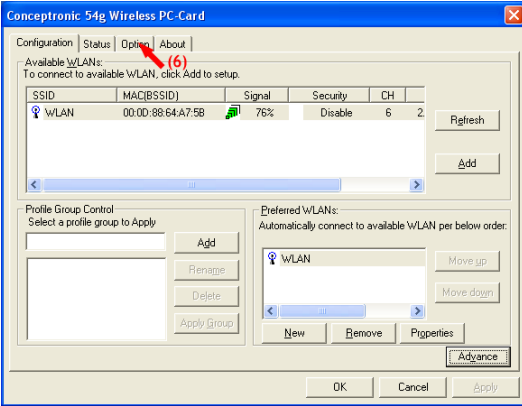 Conceptronic 54g Wireless PC-Card
Configuration Status Option About
(6)
Available WLANs:
To connect to available WLAN, click Add to setup.
SSID MAC(BSSID) Signal Security CH
WLAN 00:0D:88:64:A7:5B 76% Disable 6 2.
Refresh
Add
Profile Group Control
Select a profile group to Apply
Add
Rename
Delete
Apply Group
Preferred WLANs:
Automatically connect to available WLAN per below order:
WLAN
Move up
Move down
New Remove Properties
Advance
OK Cancel Apply